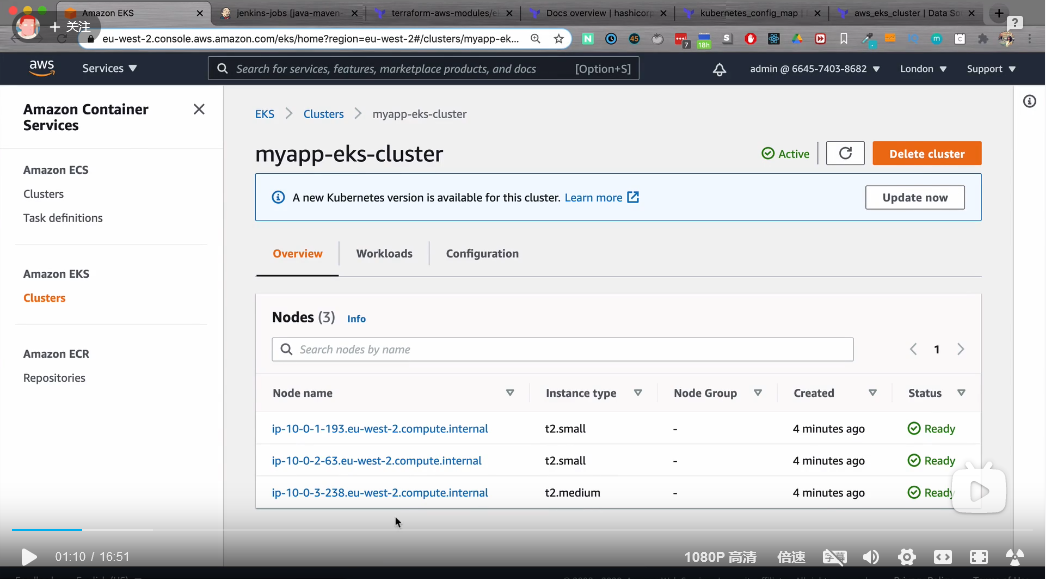 Amazon EKS
jenkins-jobs [java-maven-
terraform-aws-modules/e
Docs overview | hashicorp
kubernetes_config_map |
aws_eks_cluster | Data So
+ 关注
eu-west-2.console.aws.amazon.com/eks/home?region=eu-west-2#/clusters/myapp-ek...
aws
Services
Search for services, features, marketplace products, and docs
[Option+S]
admin @ 6645-7403-8682
London
Support
Amazon Container
Services
Amazon ECS
Clusters
Task definitions
Amazon EKS
Clusters
Amazon ECR
Repositories
EKS > Clusters > myapp-eks-cluster
myapp-eks-cluster
Active
Delete cluster
A new Kubernetes version is available for this cluster. Learn more
Update now
Overview
Workloads
Configuration
Nodes (3) Info
Search nodes by name
1
Node name Instance type Node Group Created Status
ip-10-0-1-193.eu-west-2.compute.internal t2.small - 4 minutes ago Ready
ip-10-0-2-63.eu-west-2.compute.internal t2.small - 4 minutes ago Ready
ip-10-0-3-238.eu-west-2.compute.internal t2.medium - 4 minutes ago Ready
01:10 / 16:51
1080P 高清
倍速